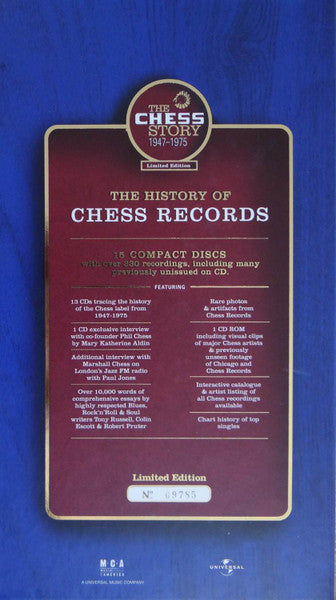 THE
CHESS
STORY
1947-1975
Limited Edition
THE HISTORY OF
CHESS RECORDS
15 COMPACT DISCS
with over 330 recordings, including many
previously unissued on CD.
FEATURING
13 CDs tracing the history
of the Chess label from
1947-1975
1 CD exclusive interview
with co-founder Phil Chess
by Mary Katherine Aldin
Additional interview with
Marshall Chess on
London's Jazz FM radio
with Paul Jones
Over 10,000 words of
comprehensive essays by
highly respected Blues,
Rock'n'Roll & Soul
writers Tony Russell, Colin
Escott & Robert Pruter
Rare photos
& artifacts from
Chess Records
1 CD ROM
including visual clips
of major Chess artists
& previously
unseen footage
of Chicago and
Chess Records
Interactive catalogue
& artist listing of
all Chess recordings
available
Chart history of top
singles
Limited Edition
No 09785
MCA
MUSIC
AMERICA
A UNIVERSAL MUSIC COMPANY
UNIVERSAL